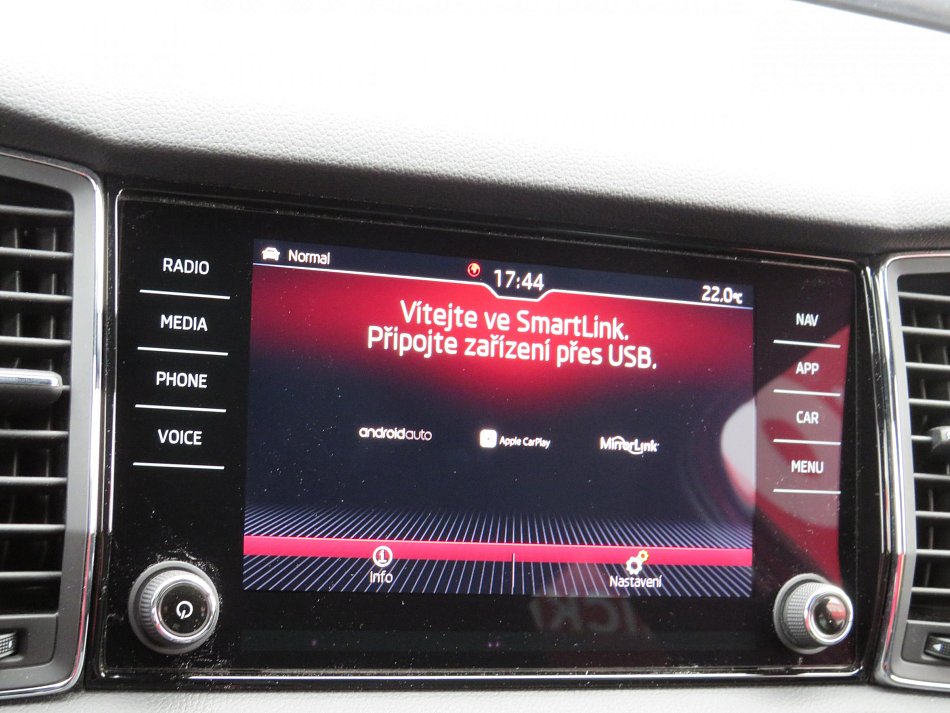 RADIO
MEDIA
PHONE
VOICE
Normal
17:44
22.0°C
Vítejte ve SmartLink.
Připojte zařízení přes USB.
androidauto
Apple CarPlay
MirrorLink
Info
Nastavení
NAV
APP
CAR
MENU